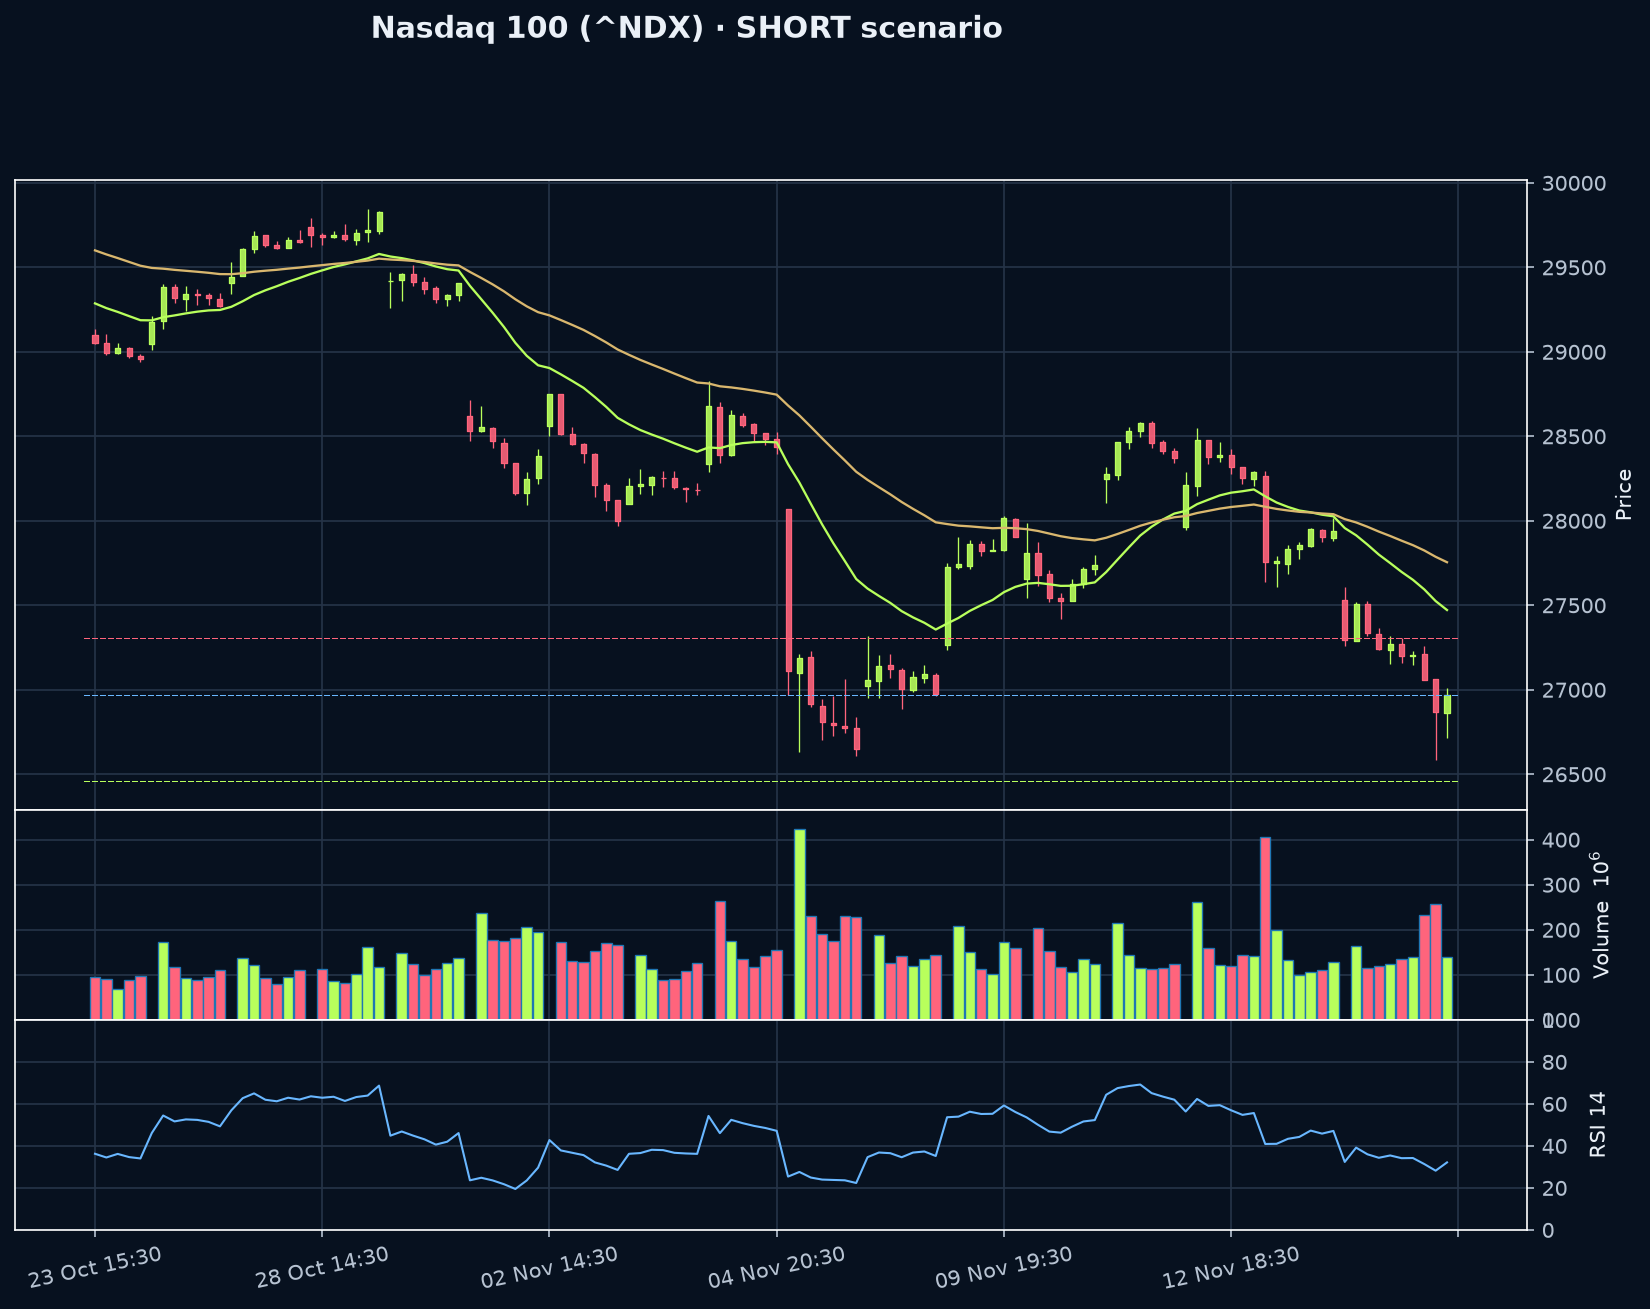 Nasdaq 100 (^NDX) · SHORT scenario
30000
29500
29000
28500
28000
27500
27000
26500
Price
400
300
200
100
0
Volume 10⁶
100
80
60
40
20
0
RSI 14
23 Oct 15:30
28 Oct 14:30
02 Nov 14:30
04 Nov 20:30
09 Nov 19:30
12 Nov 18:30